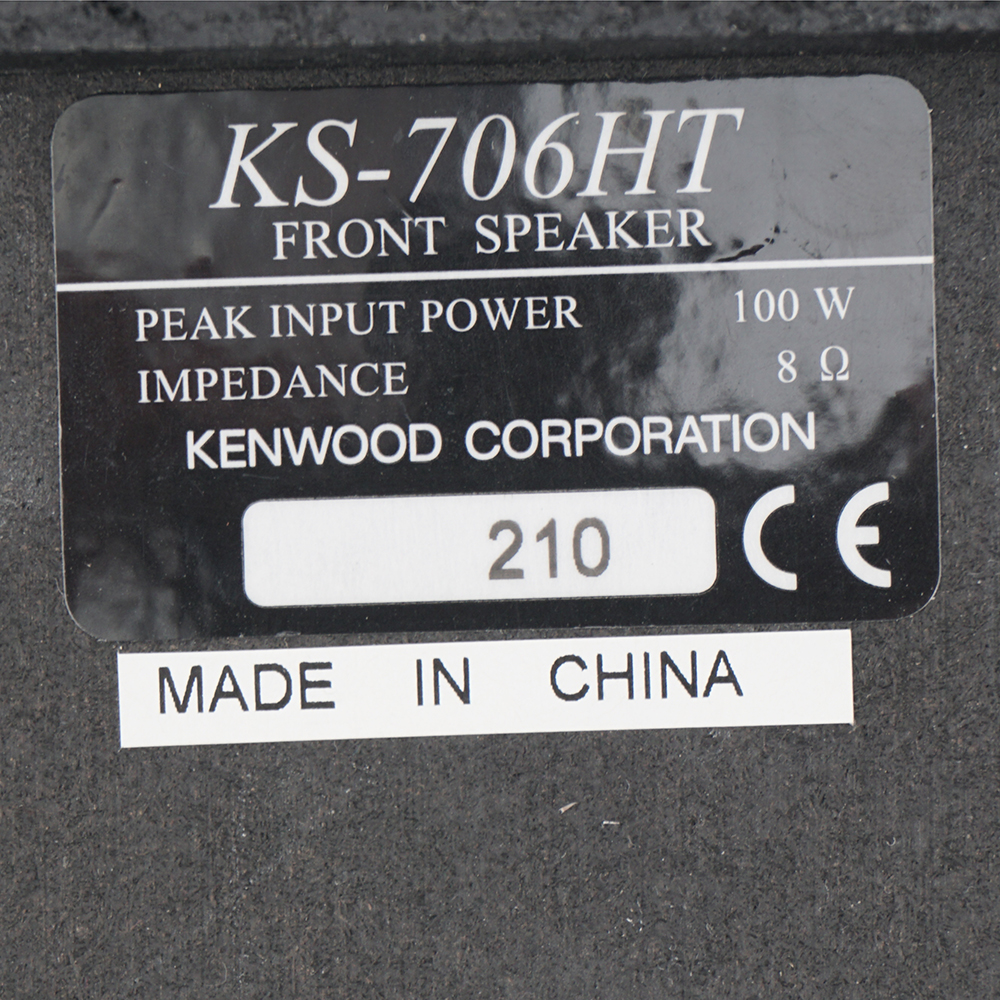 KS-706HT
FRONT SPEAKER
PEAK INPUT POWER 100 W
IMPEDANCE 8 Ω
KENWOOD CORPORATION
210 CE
MADE IN CHINA